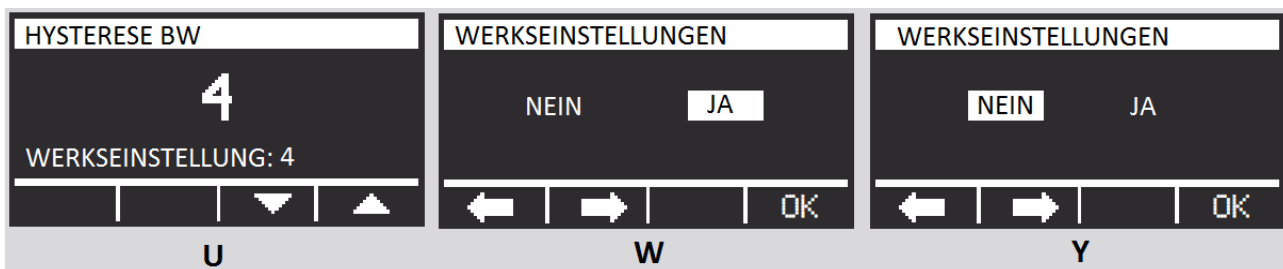 HYSTERESE BW
4
WERKSEINSTELLUNG: 4
U
WERKSEINSTELLUNGEN
NEIN JA
OK
W
WERKSEINSTELLUNGEN
NEIN JA
OK
Y